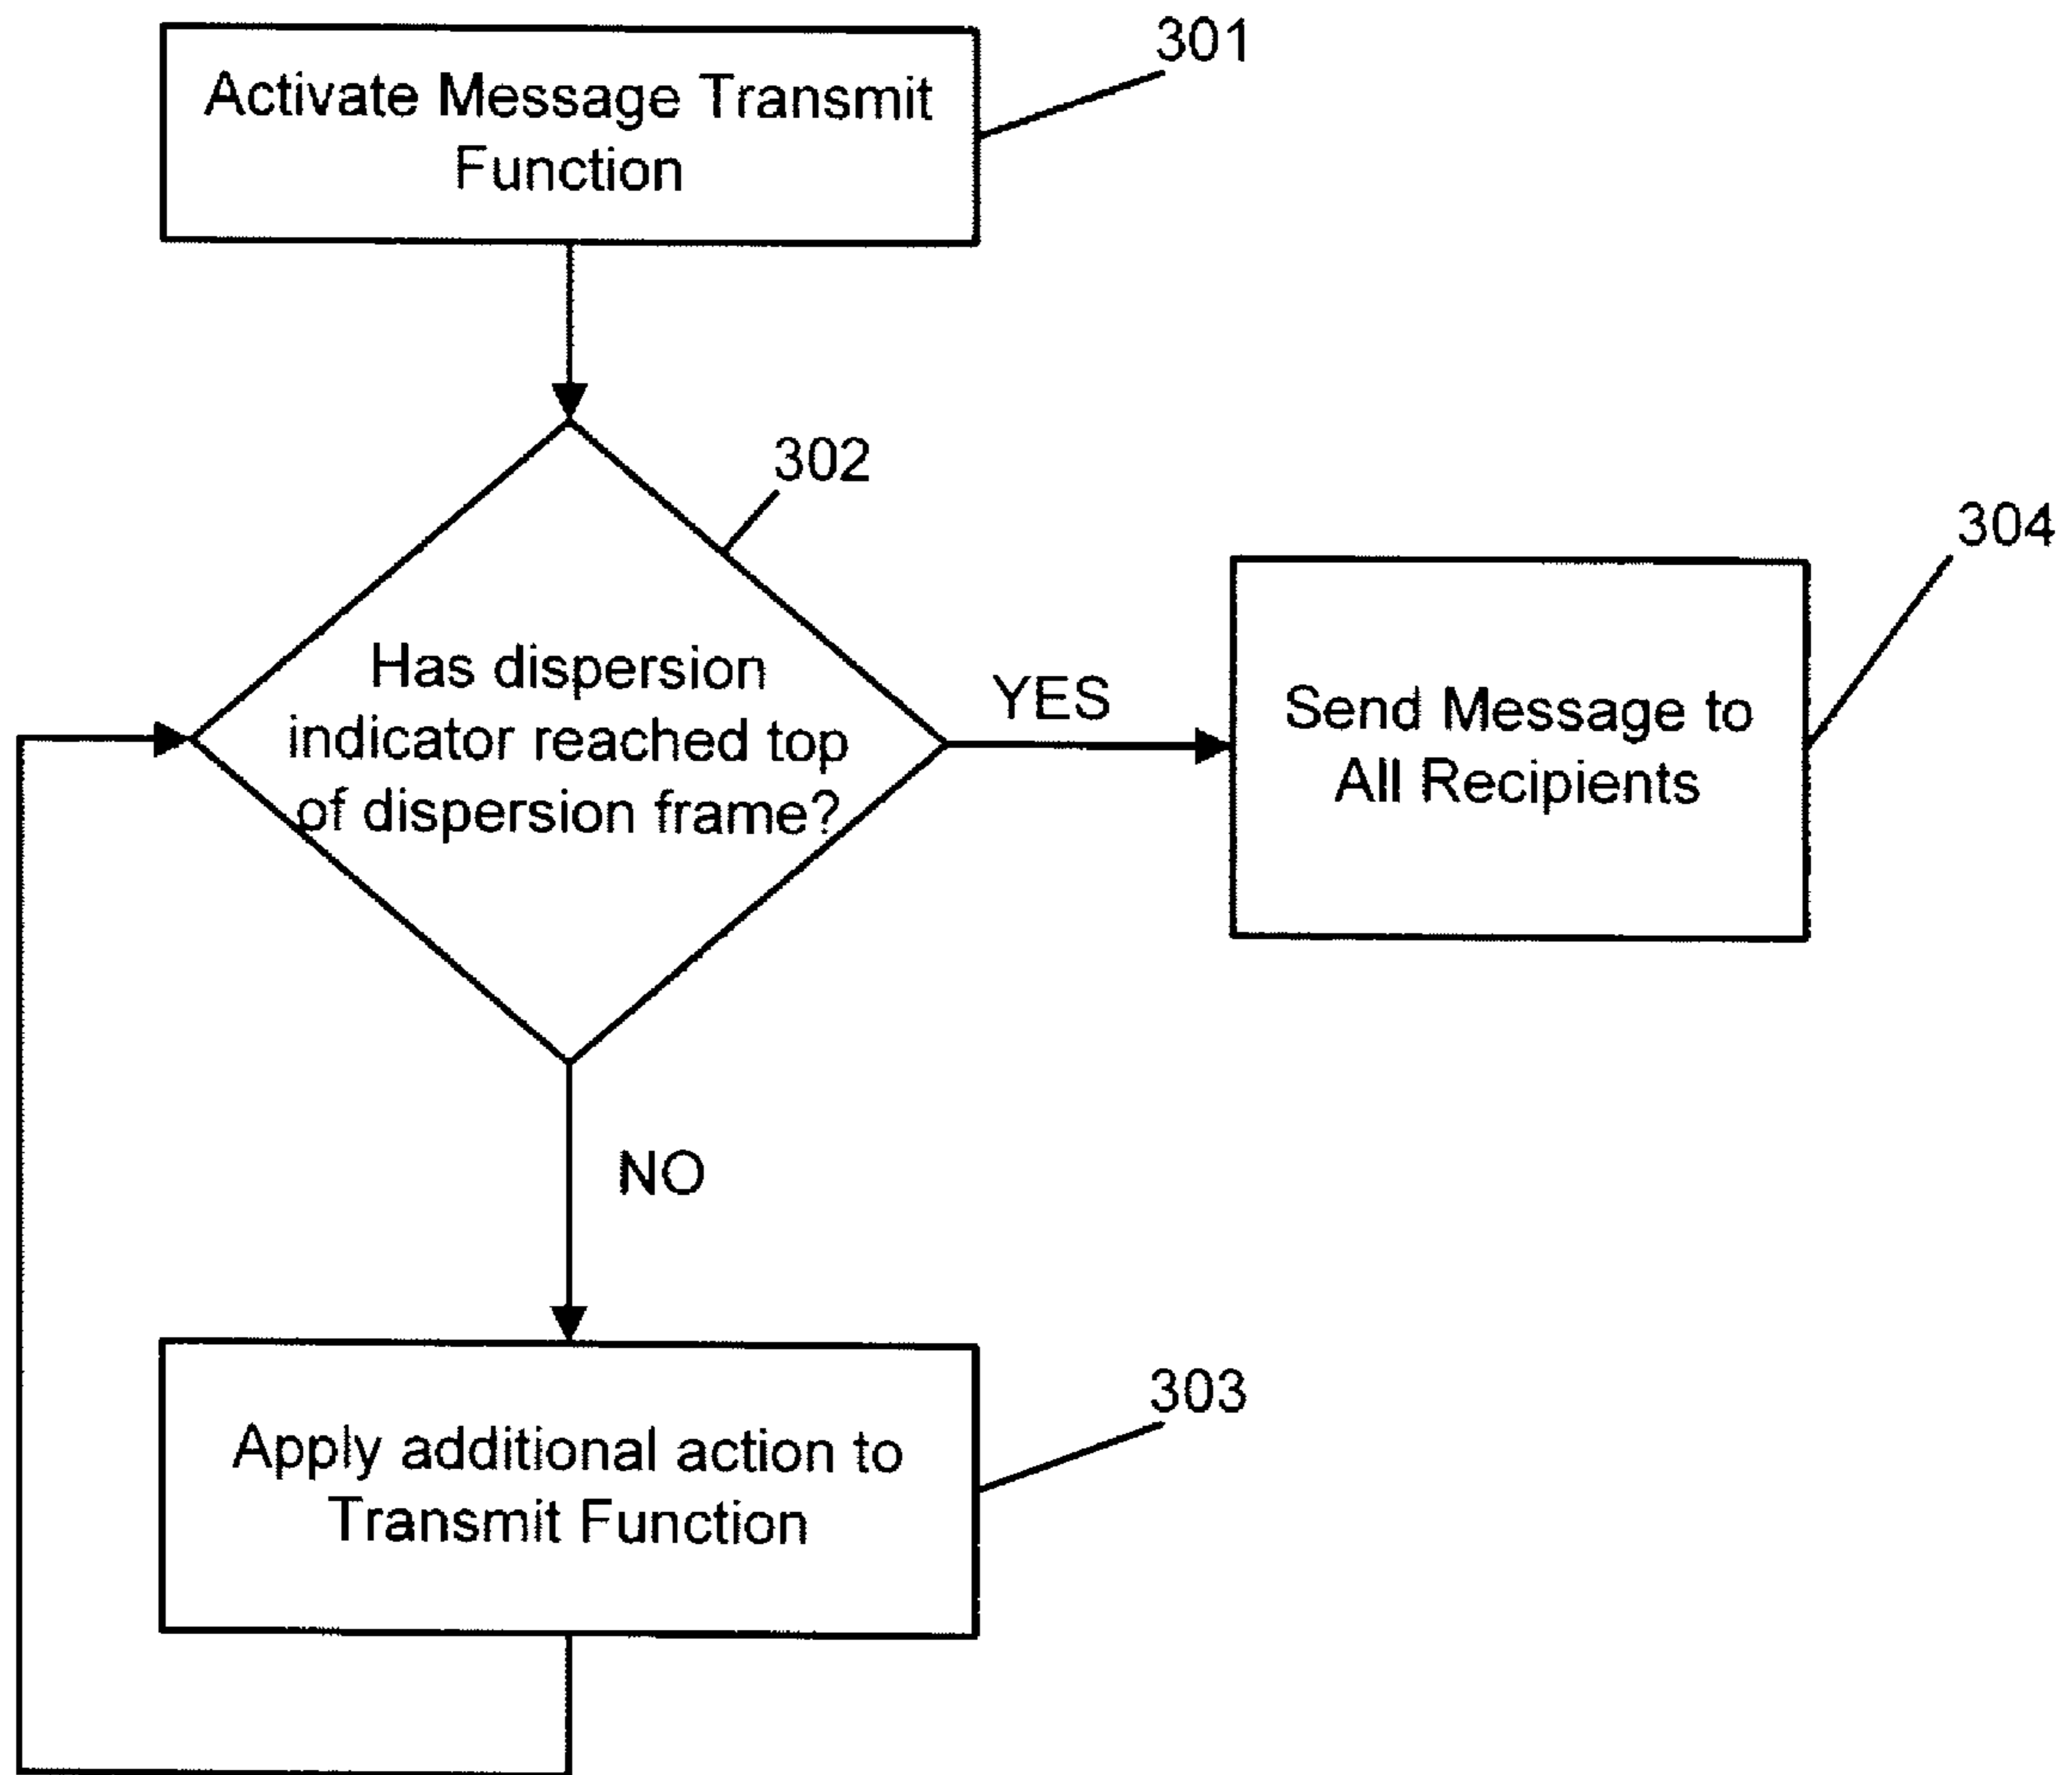 301
Activate Message Transmit
Function
302
304
Has dispersion
indicator reached top
of dispersion frame?
YES
Send Message to
All Recipients
NO
303
Apply additional action to
Transmit Function